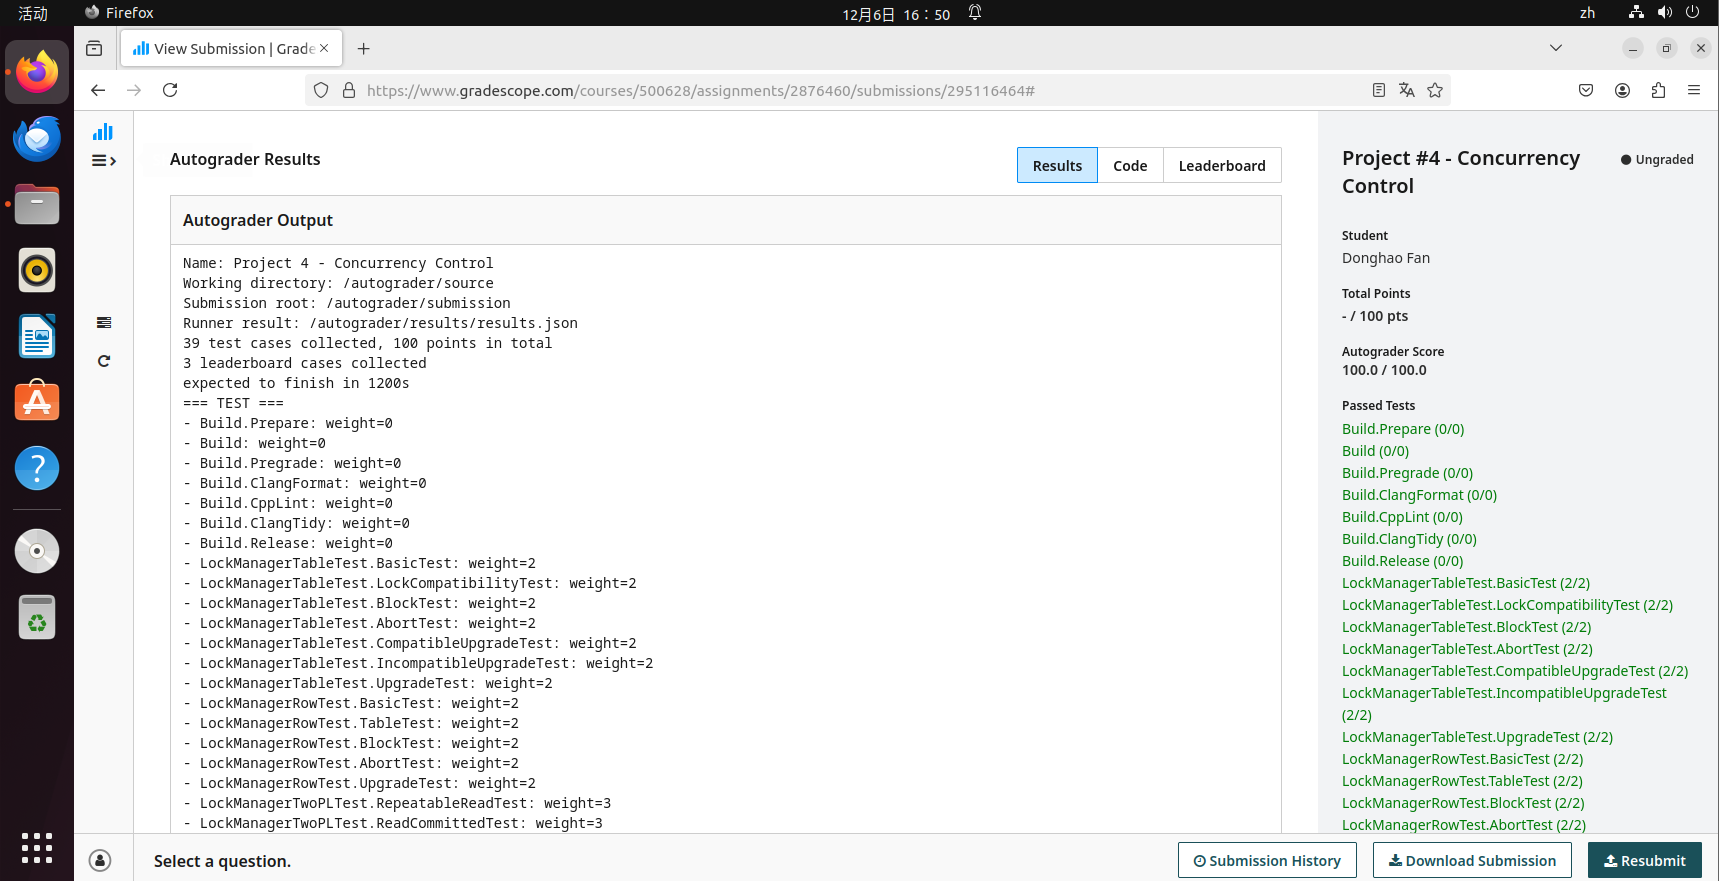 活动
Firefox
12月6日 16：50
zh
View Submission | Grade
https://www.gradescope.com/courses/500628/assignments/2876460/submissions/295116464#
Autograder Results
Results
Code
Leaderboard
Autograder Output
Name: Project 4 - Concurrency Control
Working directory: /autograder/source
Submission root: /autograder/submission
Runner result: /autograder/results/results.json
39 test cases collected, 100 points in total
3 leaderboard cases collected
expected to finish in 1200s
=== TEST ===
- Build.Prepare: weight=0
- Build: weight=0
- Build.Pregrade: weight=0
- Build.ClangFormat: weight=0
- Build.CppLint: weight=0
- Build.ClangTidy: weight=0
- Build.Release: weight=0
- LockManagerTableTest.BasicTest: weight=2
- LockManagerTableTest.LockCompatibilityTest: weight=2
- LockManagerTableTest.BlockTest: weight=2
- LockManagerTableTest.AbortTest: weight=2
- LockManagerTableTest.CompatibleUpgradeTest: weight=2
- LockManagerTableTest.IncompatibleUpgradeTest: weight=2
- LockManagerTableTest.UpgradeTest: weight=2
- LockManagerRowTest.BasicTest: weight=2
- LockManagerRowTest.TableTest: weight=2
- LockManagerRowTest.BlockTest: weight=2
- LockManagerRowTest.AbortTest: weight=2
- LockManagerRowTest.UpgradeTest: weight=2
- LockManagerTwoPLTest.RepeatableReadTest: weight=3
- LockManagerTwoPLTest.ReadCommittedTest: weight=3
Project #4 - Concurrency
Control
Ungraded
Student
Donghao Fan
Total Points
- / 100 pts
Autograder Score
100.0 / 100.0
Passed Tests
Build.Prepare (0/0)
Build (0/0)
Build.Pregrade (0/0)
Build.ClangFormat (0/0)
Build.CppLint (0/0)
Build.ClangTidy (0/0)
Build.Release (0/0)
LockManagerTableTest.BasicTest (2/2)
LockManagerTableTest.LockCompatibilityTest (2/2)
LockManagerTableTest.BlockTest (2/2)
LockManagerTableTest.AbortTest (2/2)
LockManagerTableTest.CompatibleUpgradeTest (2/2)
LockManagerTableTest.IncompatibleUpgradeTest
(2/2)
LockManagerTableTest.UpgradeTest (2/2)
LockManagerRowTest.BasicTest (2/2)
LockManagerRowTest.TableTest (2/2)
LockManagerRowTest.BlockTest (2/2)
LockManagerRowTest.AbortTest (2/2)
Select a question.
Submission History
Download Submission
Resubmit